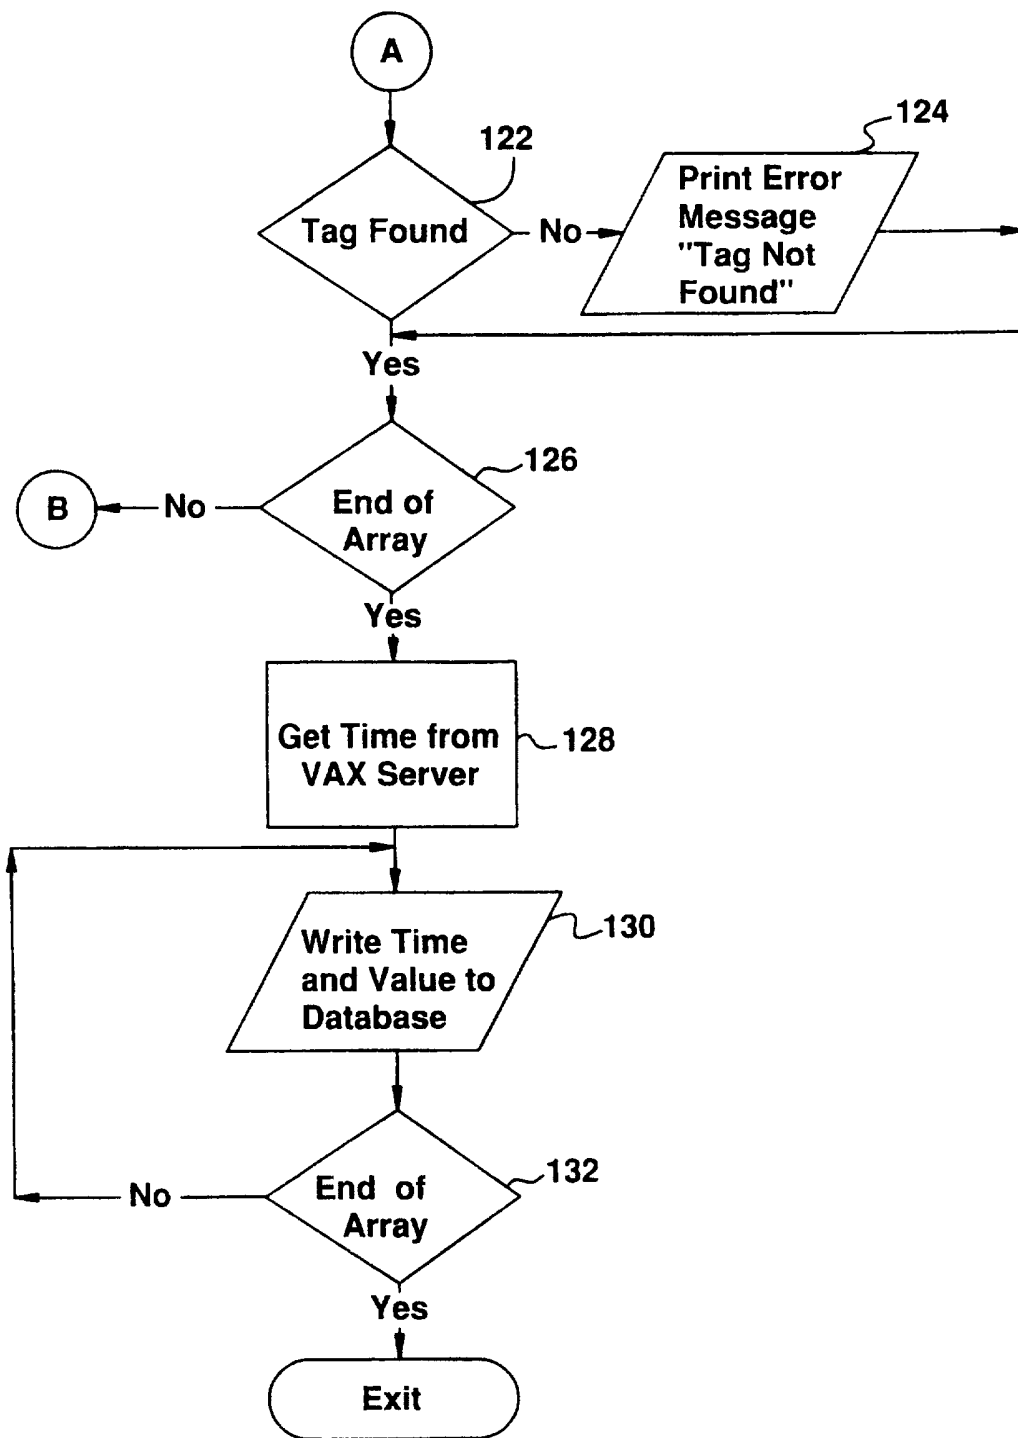 A
122
124
Tag Found
No
Print Error
Message
"Tag Not
Found"
Yes
126
B
No
End of
Array
Yes
Get Time from
VAX Server
128
130
Write Time
and Value to
Database
132
No
End of
Array
Yes
Exit